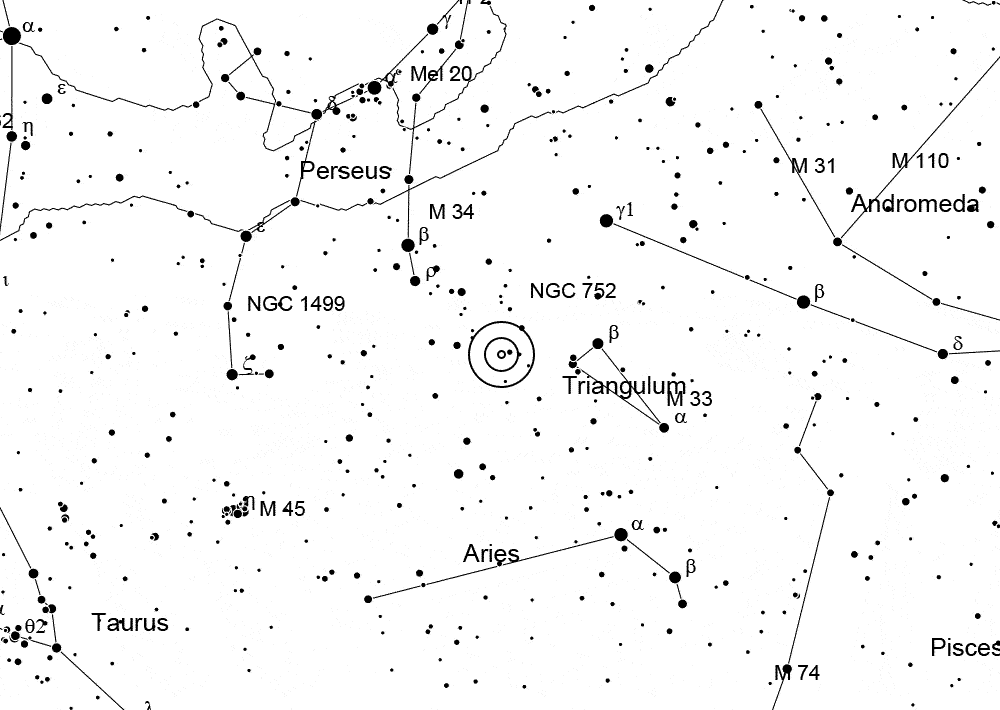 α
γ
ε
Mel 20
α
δ
η
M 31
M 110
Perseus
Andromeda
M 34
γ1
ε
β
ρ
ι
NGC 752
β
NGC 1499
β
δ
ζ
Triangulum
M 33
α
η
M 45
α
Aries
β
Taurus
θ2
Pisces
M 74
λ